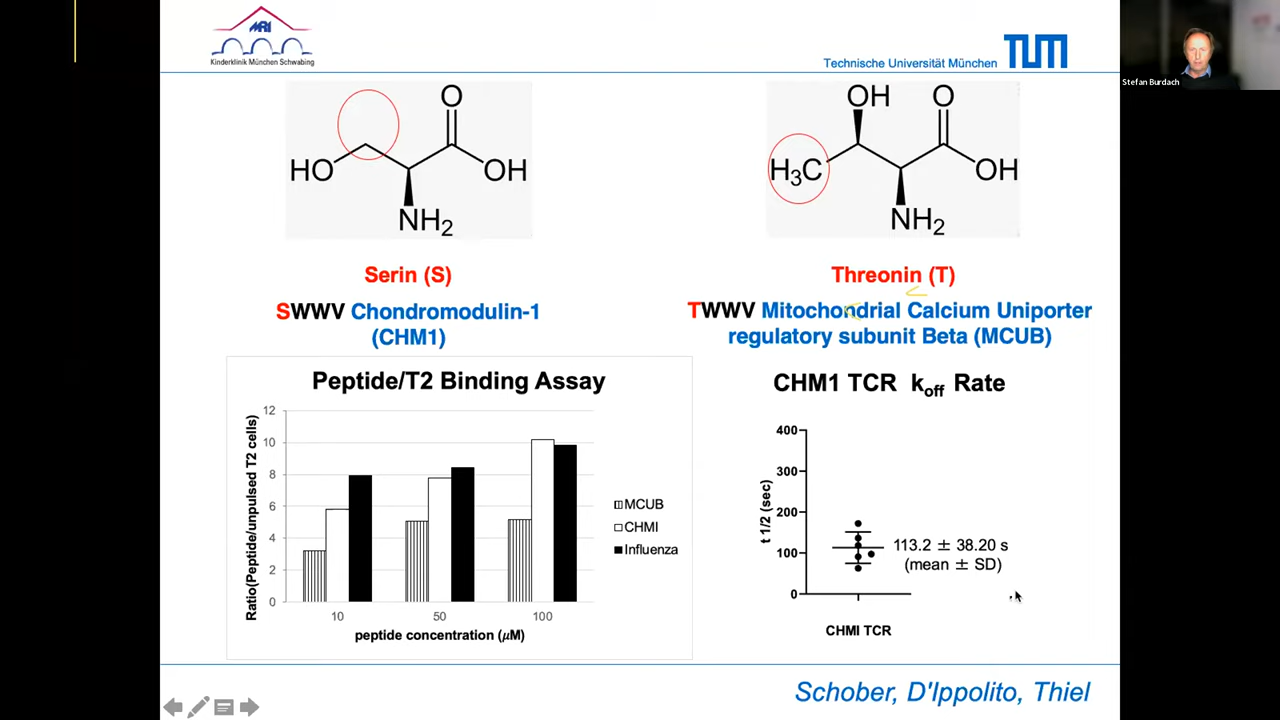 MRI
Kinderklinik München Schwabing
Technische Universität München
TUM
Stefan Burdach
O
HO
OH
NH2
OH
O
H3C
OH
NH2
Serin (S)
Threonin (T)
SWWV Chondromodulin-1
(CHM1)
TWWV Mitochondrial Calcium Uniporter
regulatory subunit Beta (MCUB)
Peptide/T2 Binding Assay
Ratio(Peptide/unpulsed T2 cells)
12
10
8
6
4
2
0
10 50 100
peptide concentration (µM)
MCUB
CHMI
Influenza
CHM1 TCR koff Rate
t 1/2 (sec)
400
300
200
100
0
113.2 ± 38.20 s
(mean ± SD)
CHMI TCR
Schober, D'Ippolito, Thiel